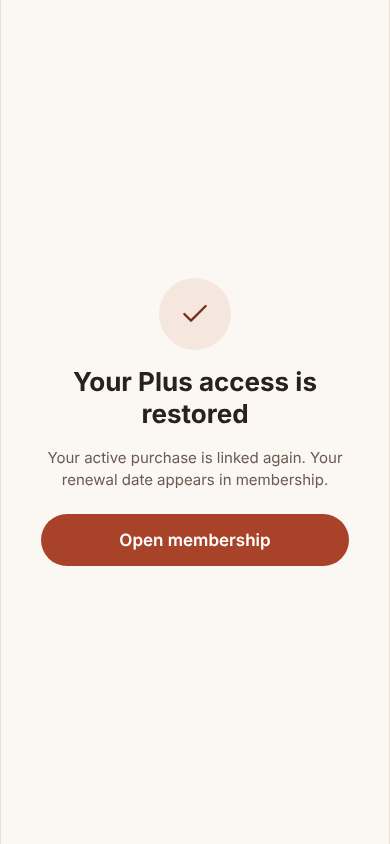 Your Plus access is
restored
Your active purchase is linked again. Your
renewal date appears in membership.
Open membership